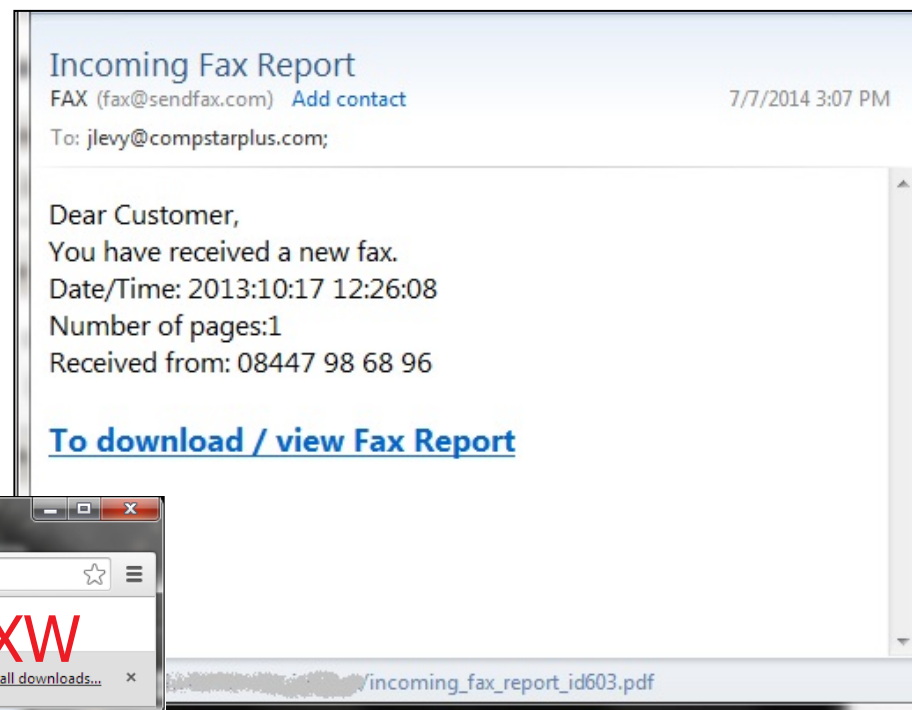 Incoming Fax Report
FAX (fax@sendfax.com) Add contact 7/7/2014 3:07 PM
To: jlevy@compstarplus.com;
Dear Customer,
You have received a new fax.
Date/Time: 2013:10:17 12:26:08
Number of pages:1
Received from: 08447 98 68 96
To download / view Fax Report
XW
all downloads...
/incoming_fax_report_id603.pdf